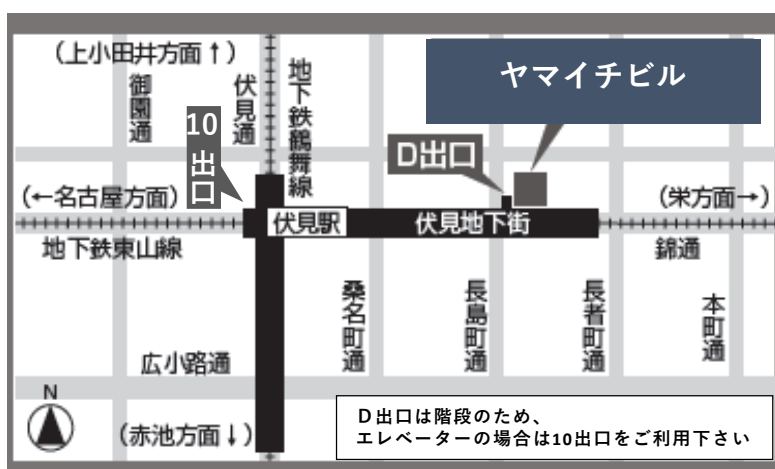 (上小田井方面↑)
御園通
伏見通
地下鉄鶴舞線
ヤマイチビル
10出口
D出口
(←名古屋方面)
(栄方面→)
伏見駅
伏見地下街
地下鉄東山線
錦通
桑名町通
長島町通
長者町通
本町通
広小路通
N
(赤池方面↓)
D出口は階段のため、
エレベーターの場合は10出口をご利用下さい